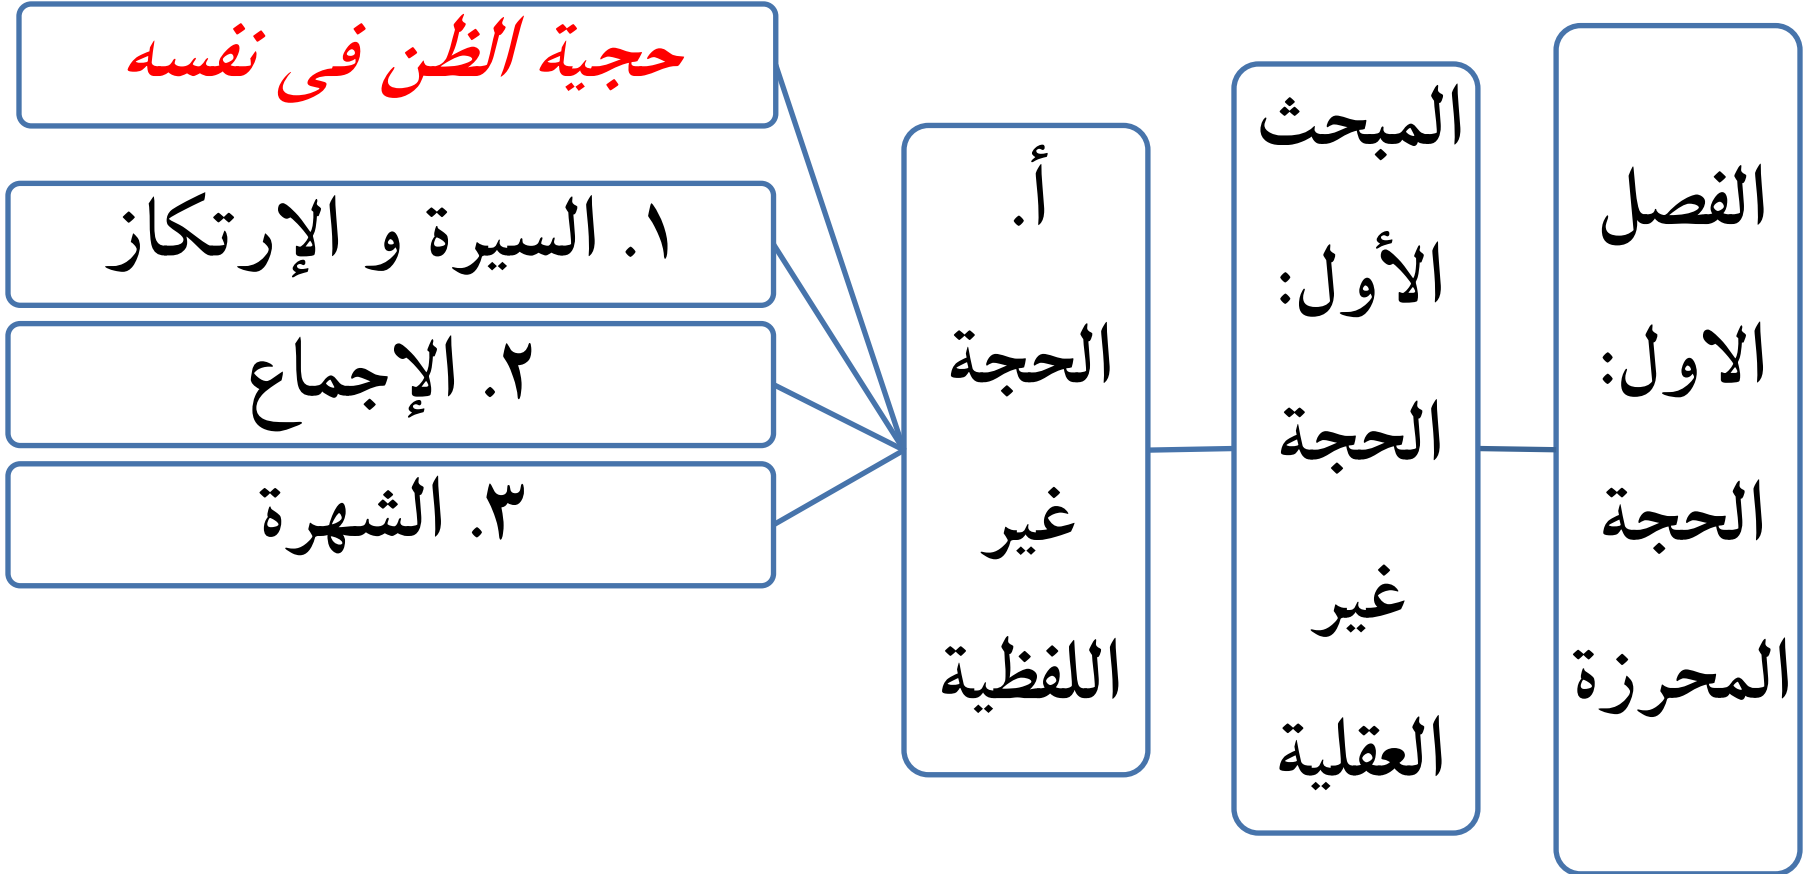 الفصل
الاول:
الحجة
المحرزة
المبحث
الأول:
الحجة
غير
العقلية
أ.
الحجة
غير
اللفظية
حجية الظن فى نفسه
١. السيرة و الإرتكاز
٢. الإجماع
٣. الشهرة